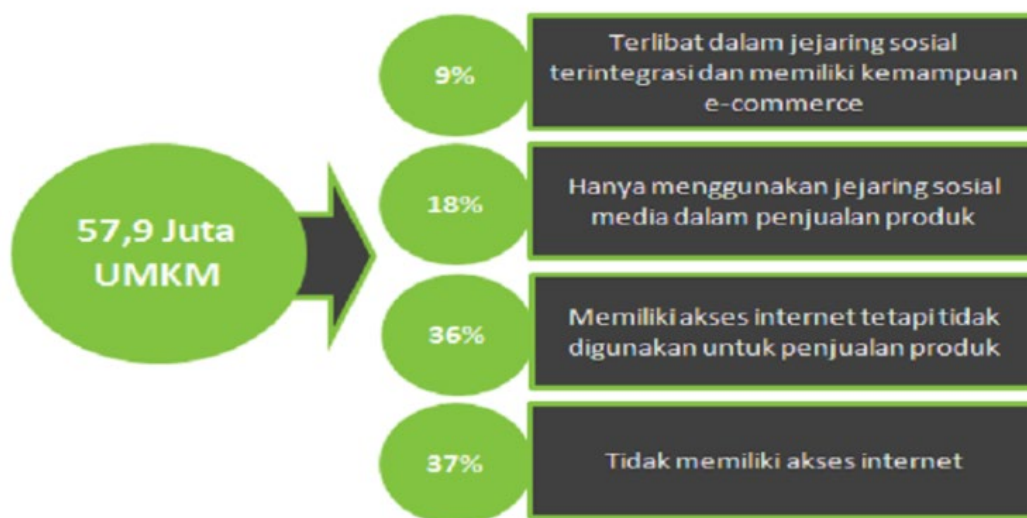 57,9 Juta
UMKM
9%
Terlibat dalam jejaring sosial
terintegrasi dan memiliki kemampuan
e-commerce
18%
Hanya menggunakan jejaring sosial
media dalam penjualan produk
36%
Memiliki akses internet tetapi tidak
digunakan untuk penjualan produk
37%
Tidak memiliki akses internet